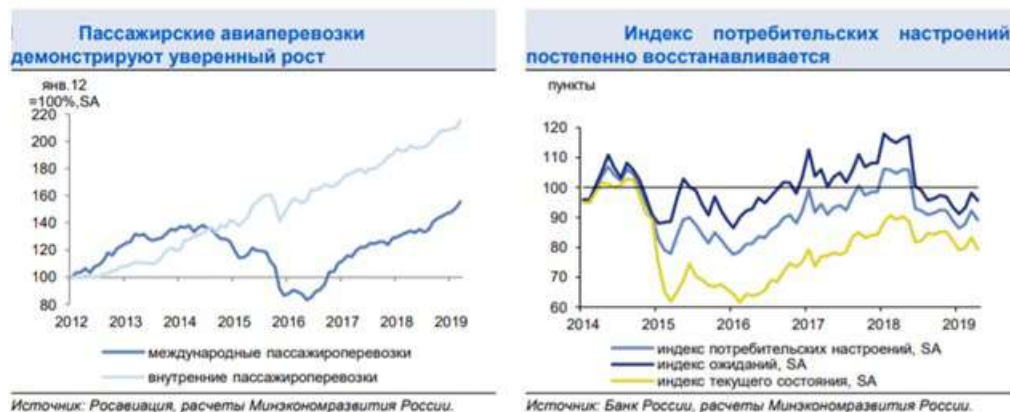 Пассажирские авиаперевозки
демонстрируют уверенный рост
янв.12
=100%,SA
220
200
180
160
140
120
100
80
2012 2013 2014 2015 2016 2017 2018 2019
международные пассажироперевозки
внутренние пассажироперевозки
Источник: Росавиация, расчеты Минэкономразвития России.
Индекс потребительских настроений
постепенно восстанавливается
пункты
120
110
100
90
80
70
60
2014 2015 2016 2017 2018 2019
индекс потребительских настроений, SA
индекс ожиданий, SA
индекс текущего состояния, SA
Источник: Банк России, расчеты Минэкономразвития России.